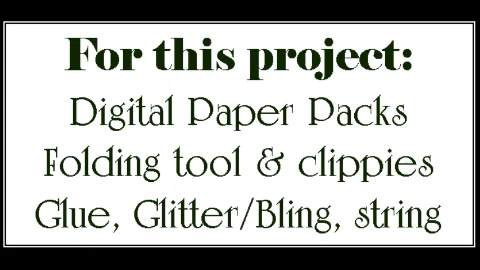 For this project:
Digital Paper Packs
Folding tool & clippies
Glue, Glitter/Bling, string